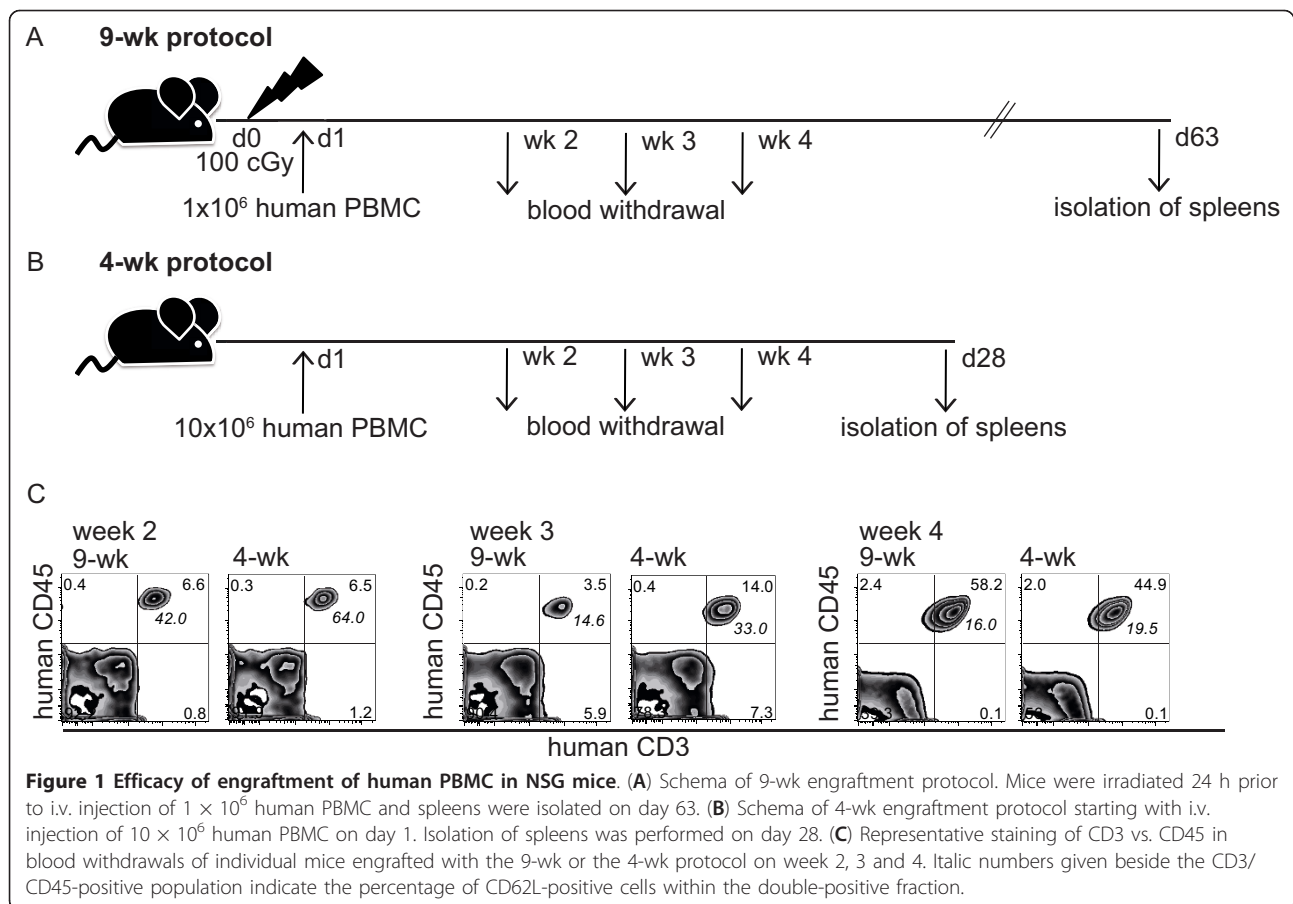 A 9-wk protocol
d0 d1 wk 2 wk 3 wk 4 d63
100 cGy
1x10⁶ human PBMC blood withdrawal isolation of spleens
B 4-wk protocol
d1 wk 2 wk 3 wk 4 d28
10x10⁶ human PBMC blood withdrawal isolation of spleens
C
week 2 week 3 week 4
9-wk 4-wk 9-wk 4-wk 9-wk 4-wk
human CD45 human CD45 human CD45
0.4 6.6 0.3 6.5 0.2 3.5 0.4 14.0 2.4 58.2 2.0 44.9
42.0 64.0 14.6 33.0 16.0 19.5
0.8 1.2 5.9 7.3 0.1 0.1
human CD3
Figure 1 Efficacy of engraftment of human PBMC in NSG mice. (A) Schema of 9-wk engraftment protocol. Mice were irradiated 24 h prior
to i.v. injection of 1 × 10⁶ human PBMC and spleens were isolated on day 63. (B) Schema of 4-wk engraftment protocol starting with i.v.
injection of 10 × 10⁶ human PBMC on day 1. Isolation of spleens was performed on day 28. (C) Representative staining of CD3 vs. CD45 in
blood withdrawals of individual mice engrafted with the 9-wk or the 4-wk protocol on week 2, 3 and 4. Italic numbers given beside the CD3/
CD45-positive population indicate the percentage of CD62L-positive cells within the double-positive fraction.